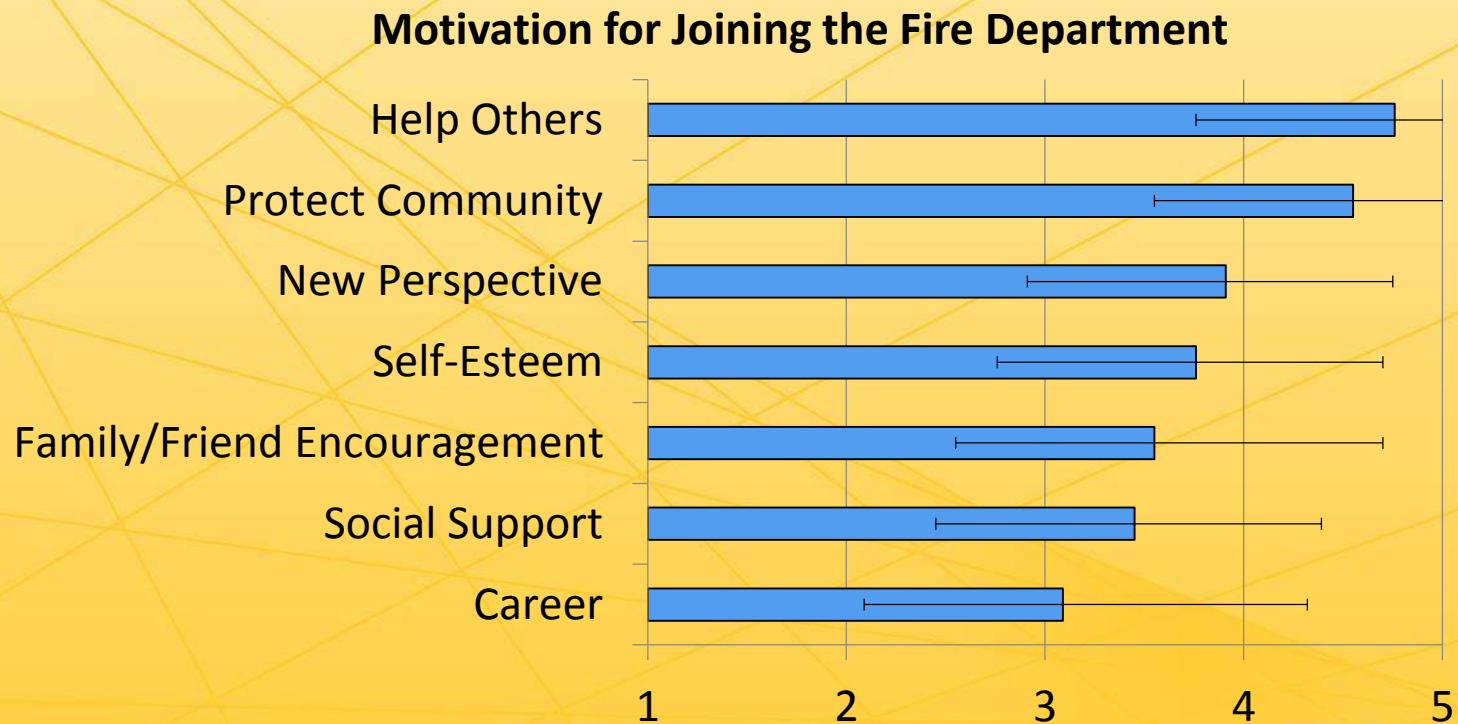 Motivation for Joining the Fire Department
Help Others
Protect Community
New Perspective
Self-Esteem
Family/Friend Encouragement
Social Support
Career
1 2 3 4 5